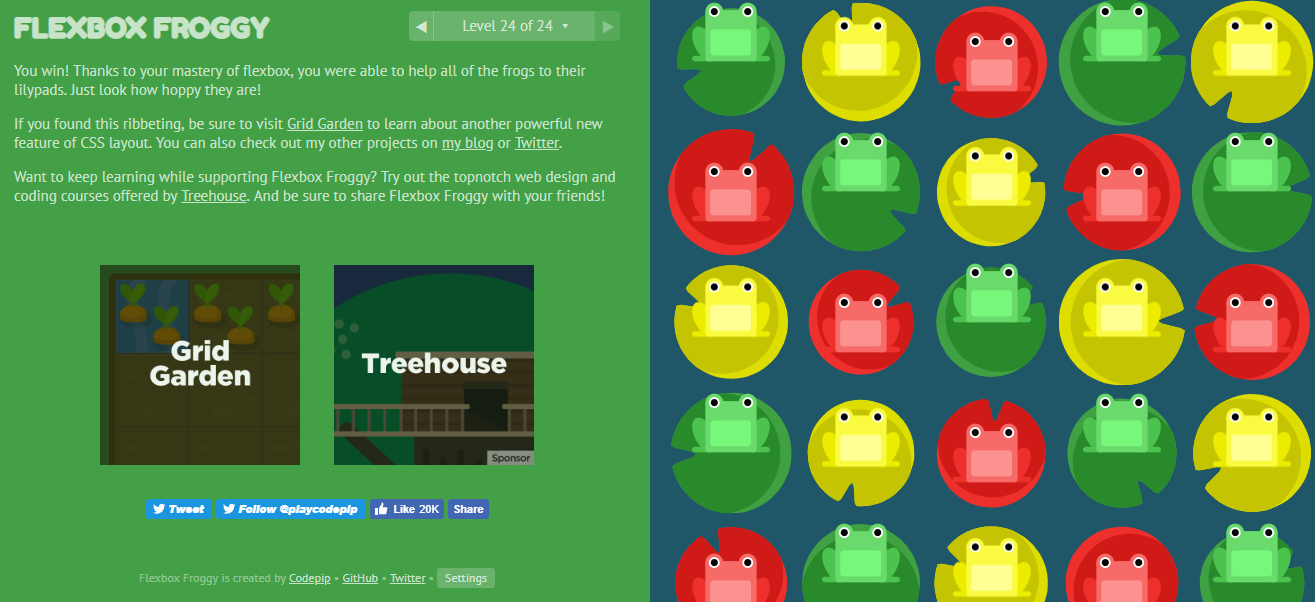 FLEXBOX FROGGY
Level 24 of 24
You win! Thanks to your mastery of flexbox, you were able to help all of the frogs to their
lilypads. Just look how hoppy they are!
If you found this ribbeting, be sure to visit Grid Garden to learn about another powerful new
feature of CSS layout. You can also check out my other projects on my blog or Twitter.
Want to keep learning while supporting Flexbox Froggy? Try out the topnotch web design and
coding courses offered by Treehouse. And be sure to share Flexbox Froggy with your friends!
Grid
Garden
Treehouse
Sponsor
Tweet
Follow @playcodepip
Like 20K
Share
Flexbox Froggy is created by Codepip • GitHub • Twitter • Settings